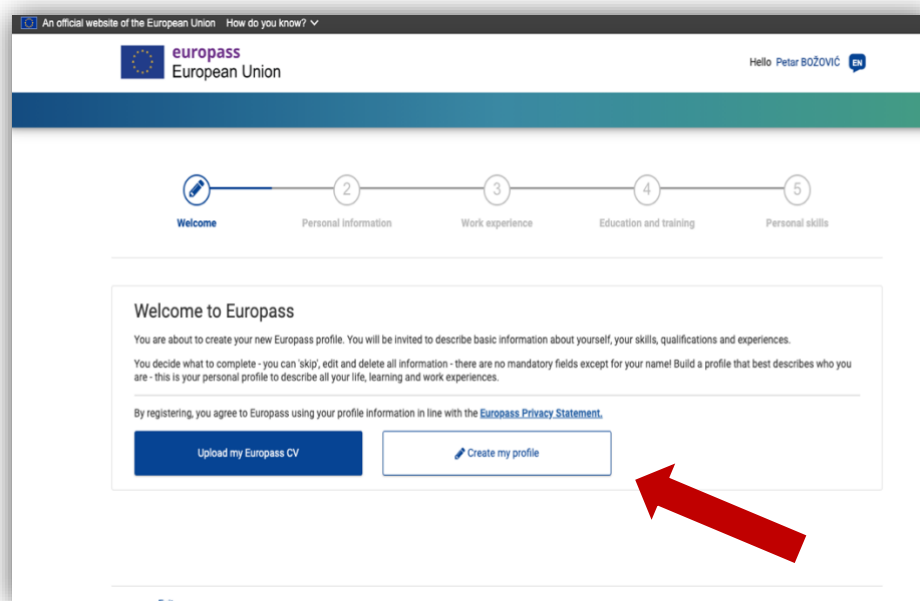 An official website of the European Union How do you know?
europass
European Union
Hello Petar BOŽOVIĆ EN
2
3
4
5
Welcome
Personal information
Work experience
Education and training
Personal skills
Welcome to Europass
You are about to create your new Europass profile. You will be invited to describe basic information about yourself, your skills, qualifications and experiences.
You decide what to complete - you can 'skip', edit and delete all information - there are no mandatory fields except for your name! Build a profile that best describes who you
are - this is your personal profile to describe all your life, learning and work experiences.
By registering, you agree to Europass using your profile information in line with the Europass Privacy Statement.
Upload my Europass CV
Create my profile